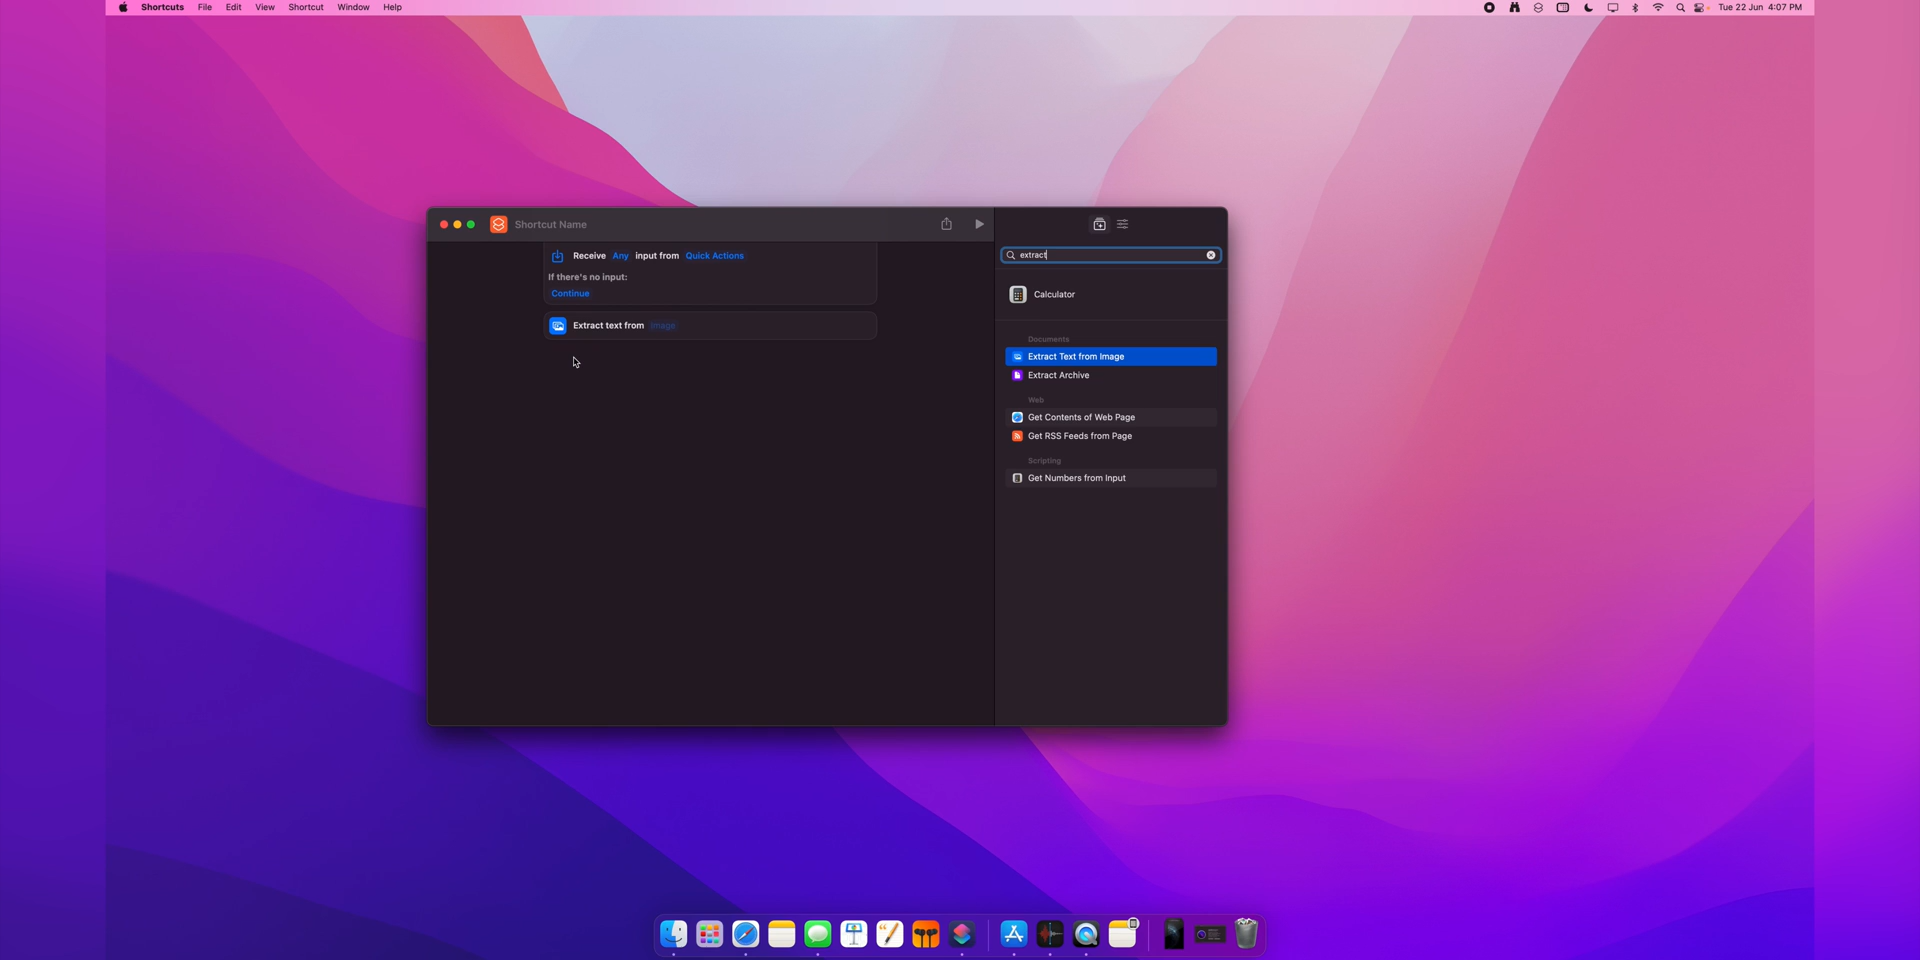 Shortcuts File Edit View Shortcut Window Help Tue 22 Jun 4:07 PM
Shortcut Name
Receive Any input from Quick Actions
If there's no input:
Continue
Extract text from Image
extract
Calculator
Documents
Extract Text from Image
Extract Archive
Web
Get Contents of Web Page
Get RSS Feeds from Page
Scripting
Get Numbers from Input